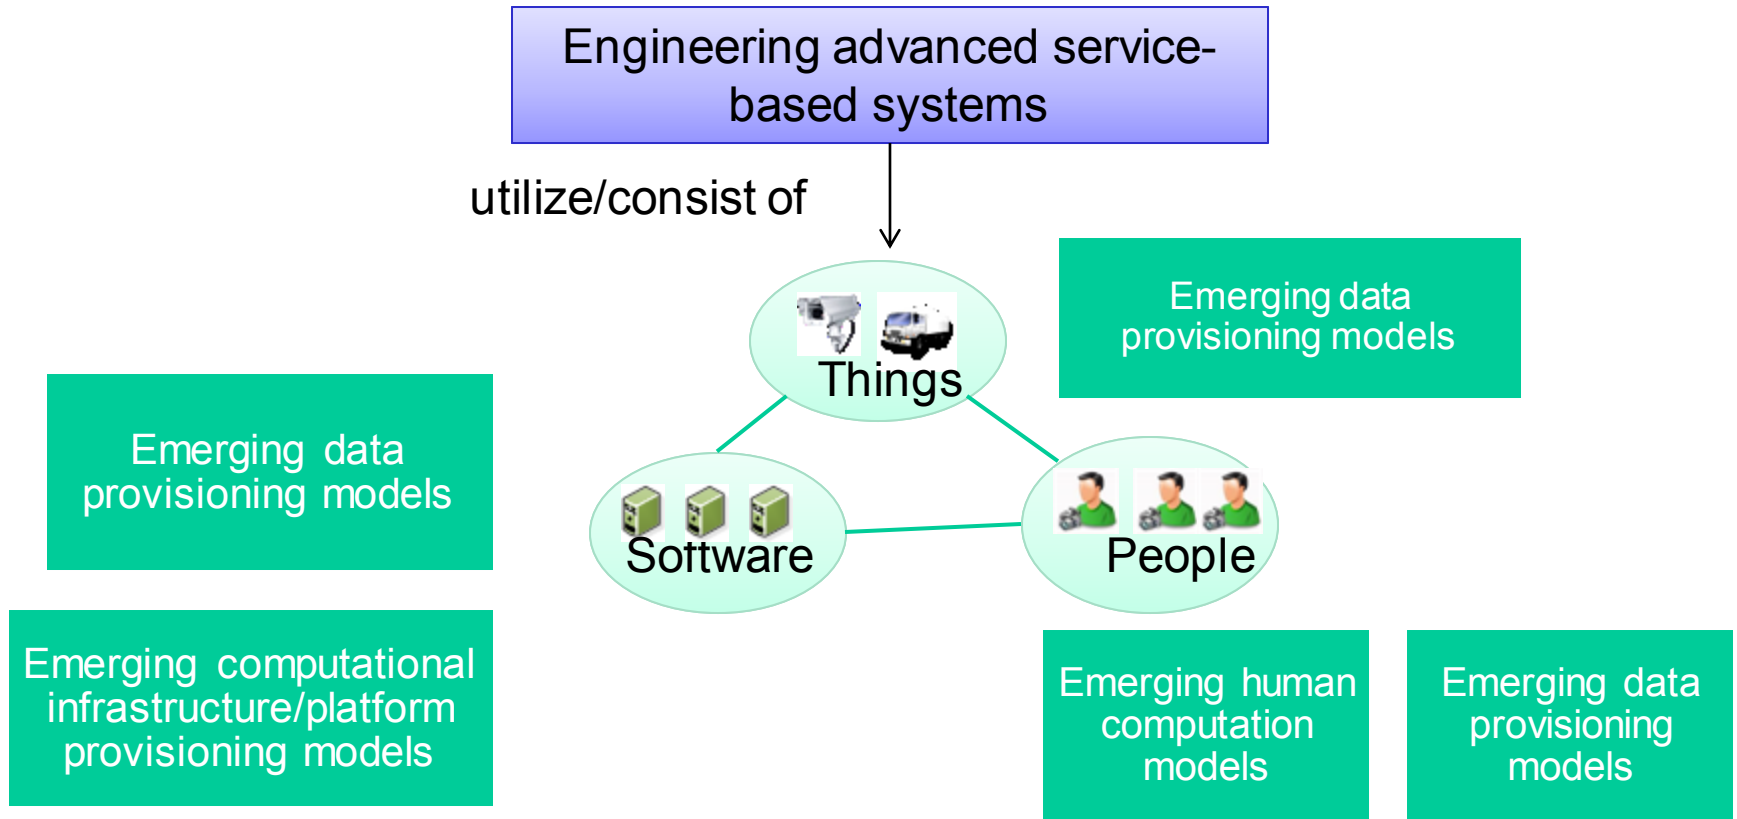 Engineering advanced service-
based systems
utilize/consist of
Emerging data
provisioning models
Things
Emerging data
provisioning models
Software
People
Emerging computational
infrastructure/platform
provisioning models
Emerging human
computation
models
Emerging data
provisioning
models